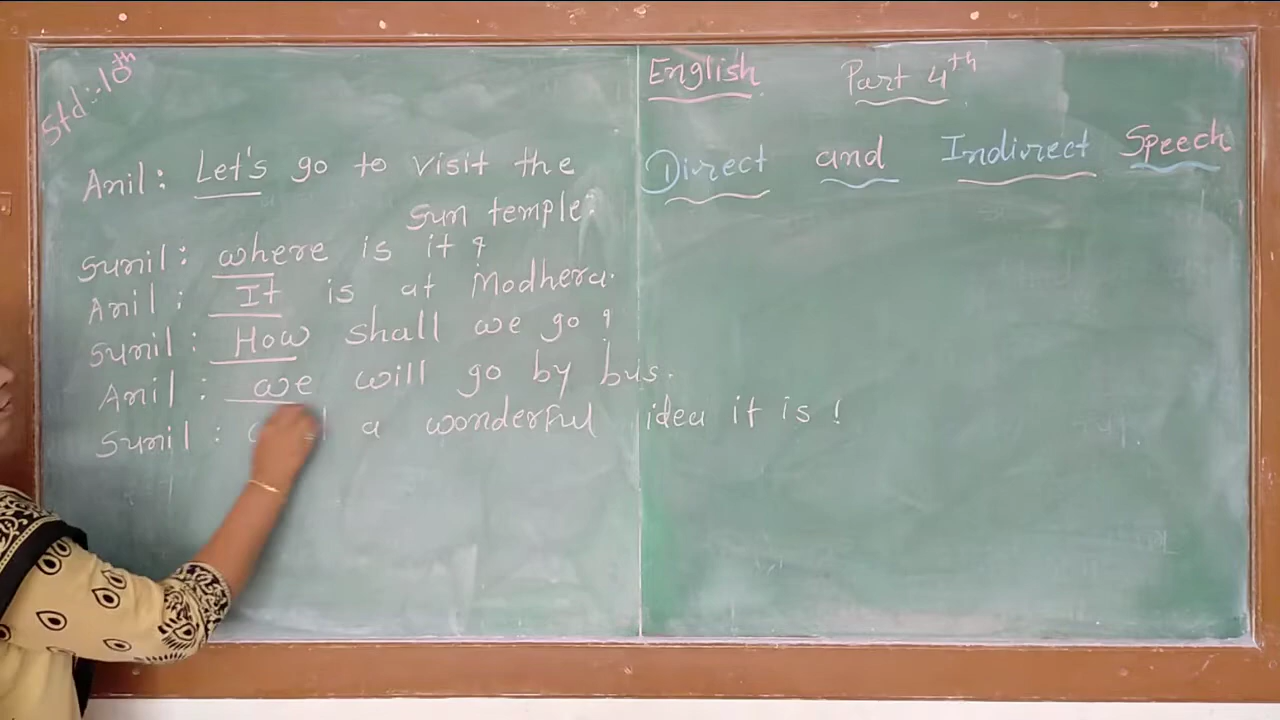 Std:-10th
Anil: Let's go to visit the
sun temple.
Sunil: where is it?
Anil: It is at Modhera.
Sunil: How shall we go?
Anil: we will go by bus.
Sunil: a wonderful idea it is!
English Part 4th
Direct and Indirect Speech